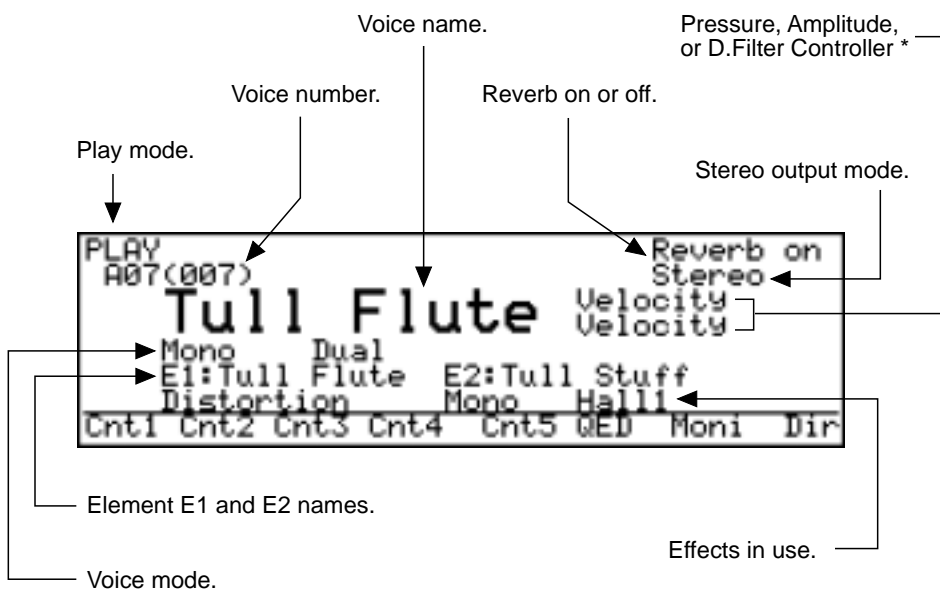 Voice name.
Pressure, Amplitude,
or D.Filter Controller *
Voice number.
Reverb on or off.
Play mode.
Stereo output mode.
PLAY
Reverb on
A07(007)
Stereo
Tull Flute
Velocity
Velocity
Mono Dual
E1:Tull Flute E2:Tull Stuff
Distortion Mono Hall1
Cnt1 Cnt2 Cnt3 Cnt4 Cnt5 QED Moni Dir
Element E1 and E2 names.
Effects in use.
Voice mode.